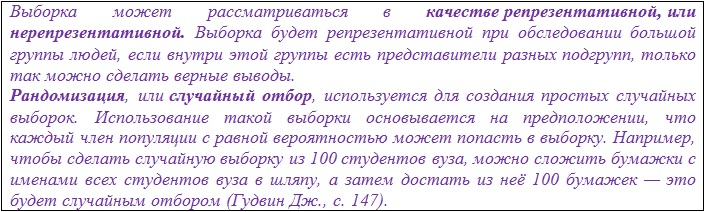 Выборка может рассматриваться в качестве репрезентативной, или
нерепрезентативной. Выборка будет репрезентативной при обследовании большой
группы людей, если внутри этой группы есть представители разных подгрупп, только
так можно сделать верные выводы.
Рандомизация, или случайный отбор, используется для создания простых случайных
выборок. Использование такой выборки основывается на предположении, что
каждый член популяции с равной вероятностью может попасть в выборку. Например,
чтобы сделать случайную выборку из 100 студентов вуза, можно сложить бумажки с
именами всех студентов вуза в шляпу, а затем достать из неё 100 бумажек — это
будет случайным отбором (Гудвин Дж., с. 147).